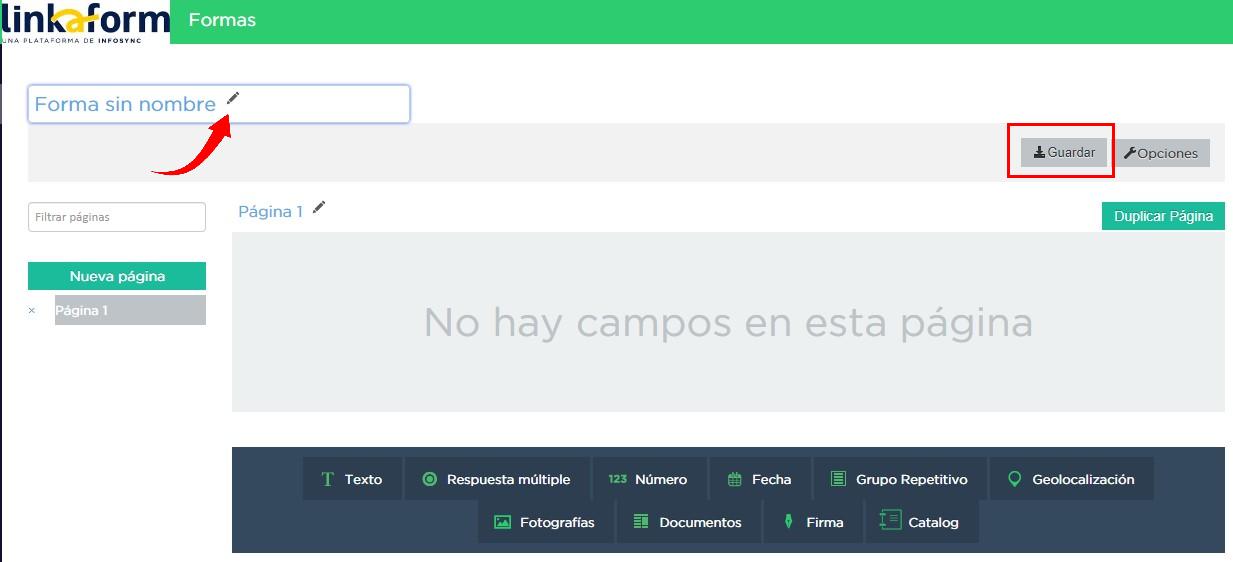 linkaform
UNA PLATAFORMA DE INFOSYNC
Formas
Forma sin nombre
Guardar
Opciones
Filtrar páginas
Página 1
Duplicar Página
Nueva página
× Página 1
No hay campos en esta página
T Texto
Respuesta múltiple
123 Número
Fecha
Grupo Repetitivo
Geolocalización
Fotografías
Documentos
Firma
Catalog